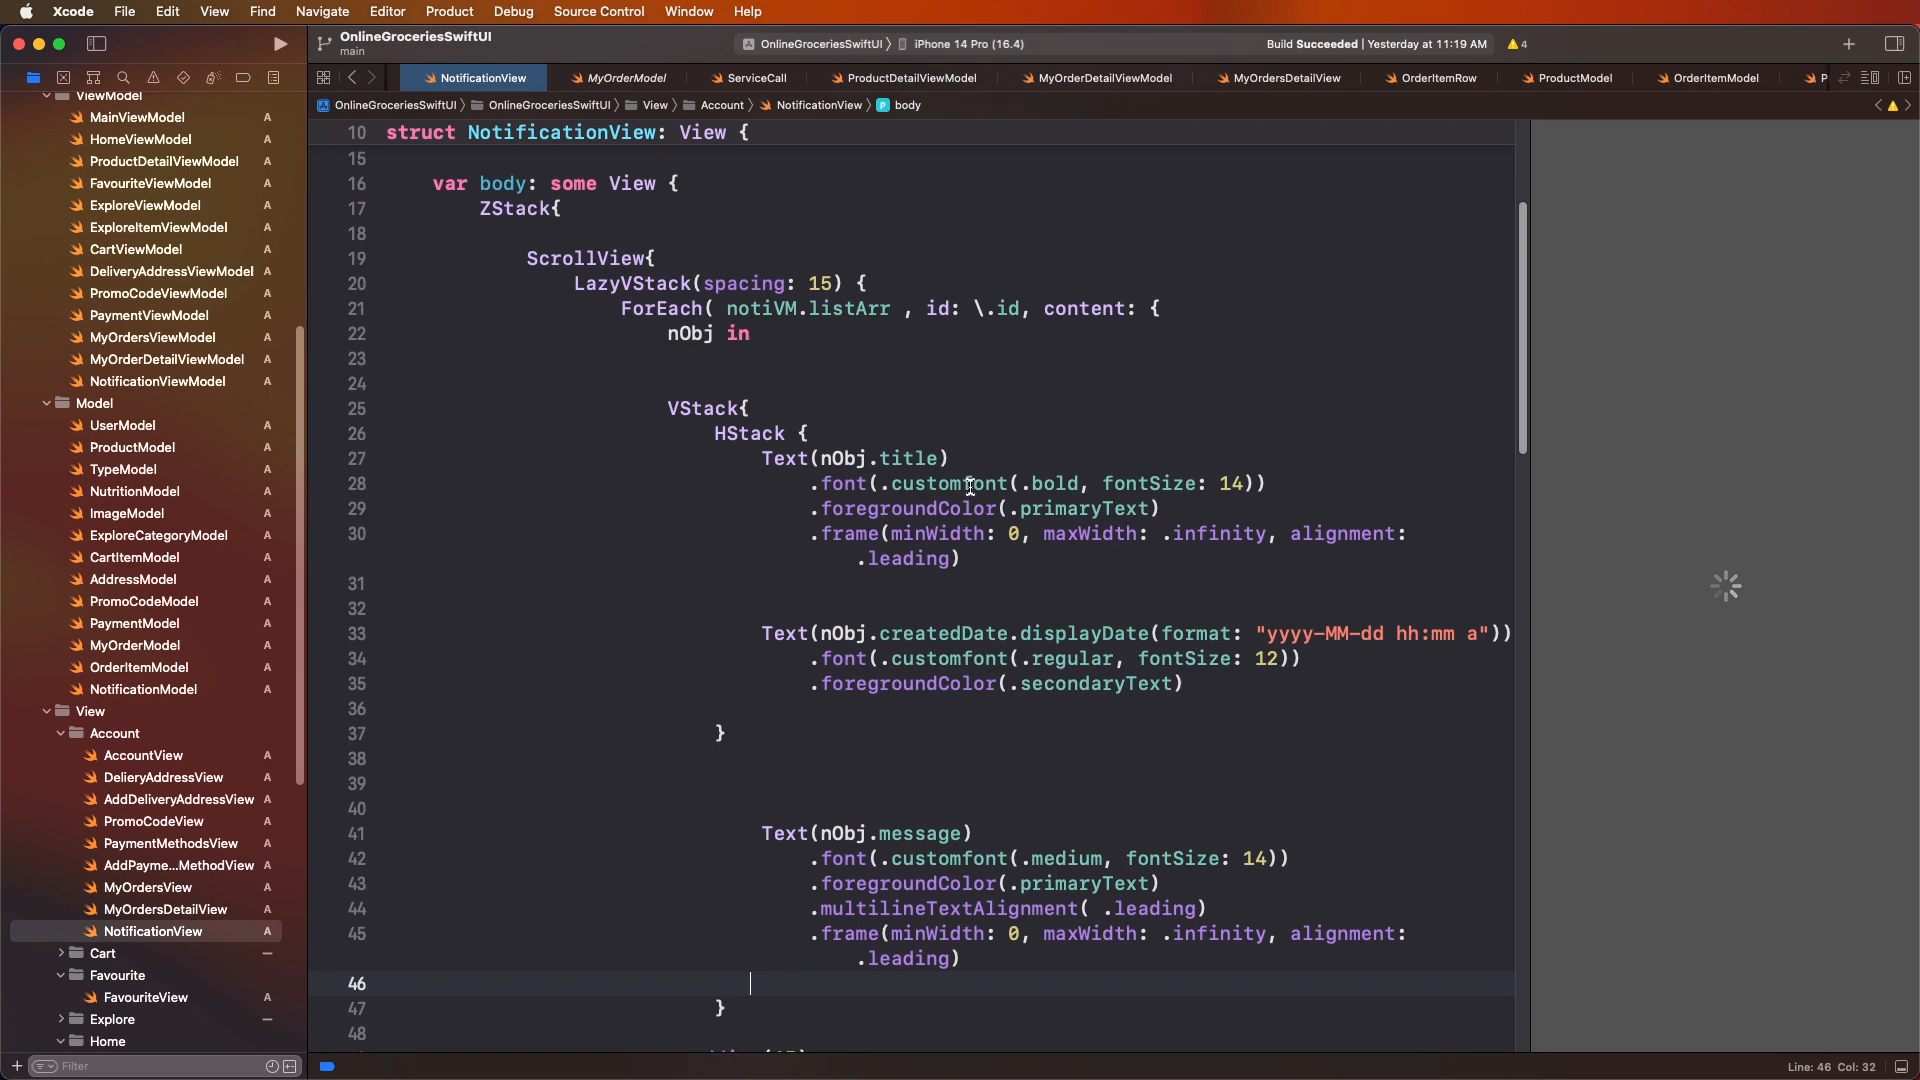 Xcode File Edit View Find Navigate Editor Product Debug Source Control Window Help
OnlineGroceriesSwiftUI
main
OnlineGroceriesSwiftUI iPhone 14 Pro (16.4)
Build Succeeded | Yesterday at 11:19 AM 4
NotificationView MyOrderModel ServiceCall ProductDetailViewModel MyOrderDetailViewModel MyOrdersDetailView OrderItemRow ProductModel OrderItemModel P
OnlineGroceriesSwiftUI OnlineGroceriesSwiftUI View Account NotificationView P body
ViewModel
MainViewModel A
HomeViewModel A
ProductDetailViewModel A
FavouriteViewModel A
ExploreViewModel A
ExploreItemViewModel A
CartViewModel A
DeliveryAddressViewModel A
PromoCodeViewModel A
PaymentViewModel A
MyOrdersViewModel A
MyOrderDetailViewModel A
NotificationViewModel A
Model
UserModel A
ProductModel A
TypeModel A
NutritionModel A
ImageModel A
ExploreCategoryModel A
CartItemModel A
AddressModel A
PromoCodeModel A
PaymentModel A
MyOrderModel A
OrderItemModel A
NotificationModel A
View
Account
AccountView A
DelieryAddressView A
AddDeliveryAddressView A
PromoCodeView A
PaymentMethodsView A
AddPayme...MethodView A
MyOrdersView A
MyOrdersDetailView A
NotificationView A
Cart
Favourite
FavouriteView A
Explore
Home
Filter
10 struct NotificationView: View {
15
16 var body: some View {
17 ZStack{
18
19 ScrollView{
20 LazyVStack(spacing: 15) {
21 ForEach( notiVM.listArr , id: \.id, content: {
22 nObj in
23
24
25 VStack{
26 HStack {
27 Text(nObj.title)
28 .font(.customfont(.bold, fontSize: 14))
29 .foregroundColor(.primaryText)
30 .frame(minWidth: 0, maxWidth: .infinity, alignment:
.leading)
31
32
33 Text(nObj.createdDate.displayDate(format: "yyyy-MM-dd hh:mm a"))
34 .font(.customfont(.regular, fontSize: 12))
35 .foregroundColor(.secondaryText)
36
37 }
38
39
40
41 Text(nObj.message)
42 .font(.customfont(.medium, fontSize: 14))
43 .foregroundColor(.primaryText)
44 .multilineTextAlignment( .leading)
45 .frame(minWidth: 0, maxWidth: .infinity, alignment:
.leading)
46
47 }
48
Line: 46 Col: 32